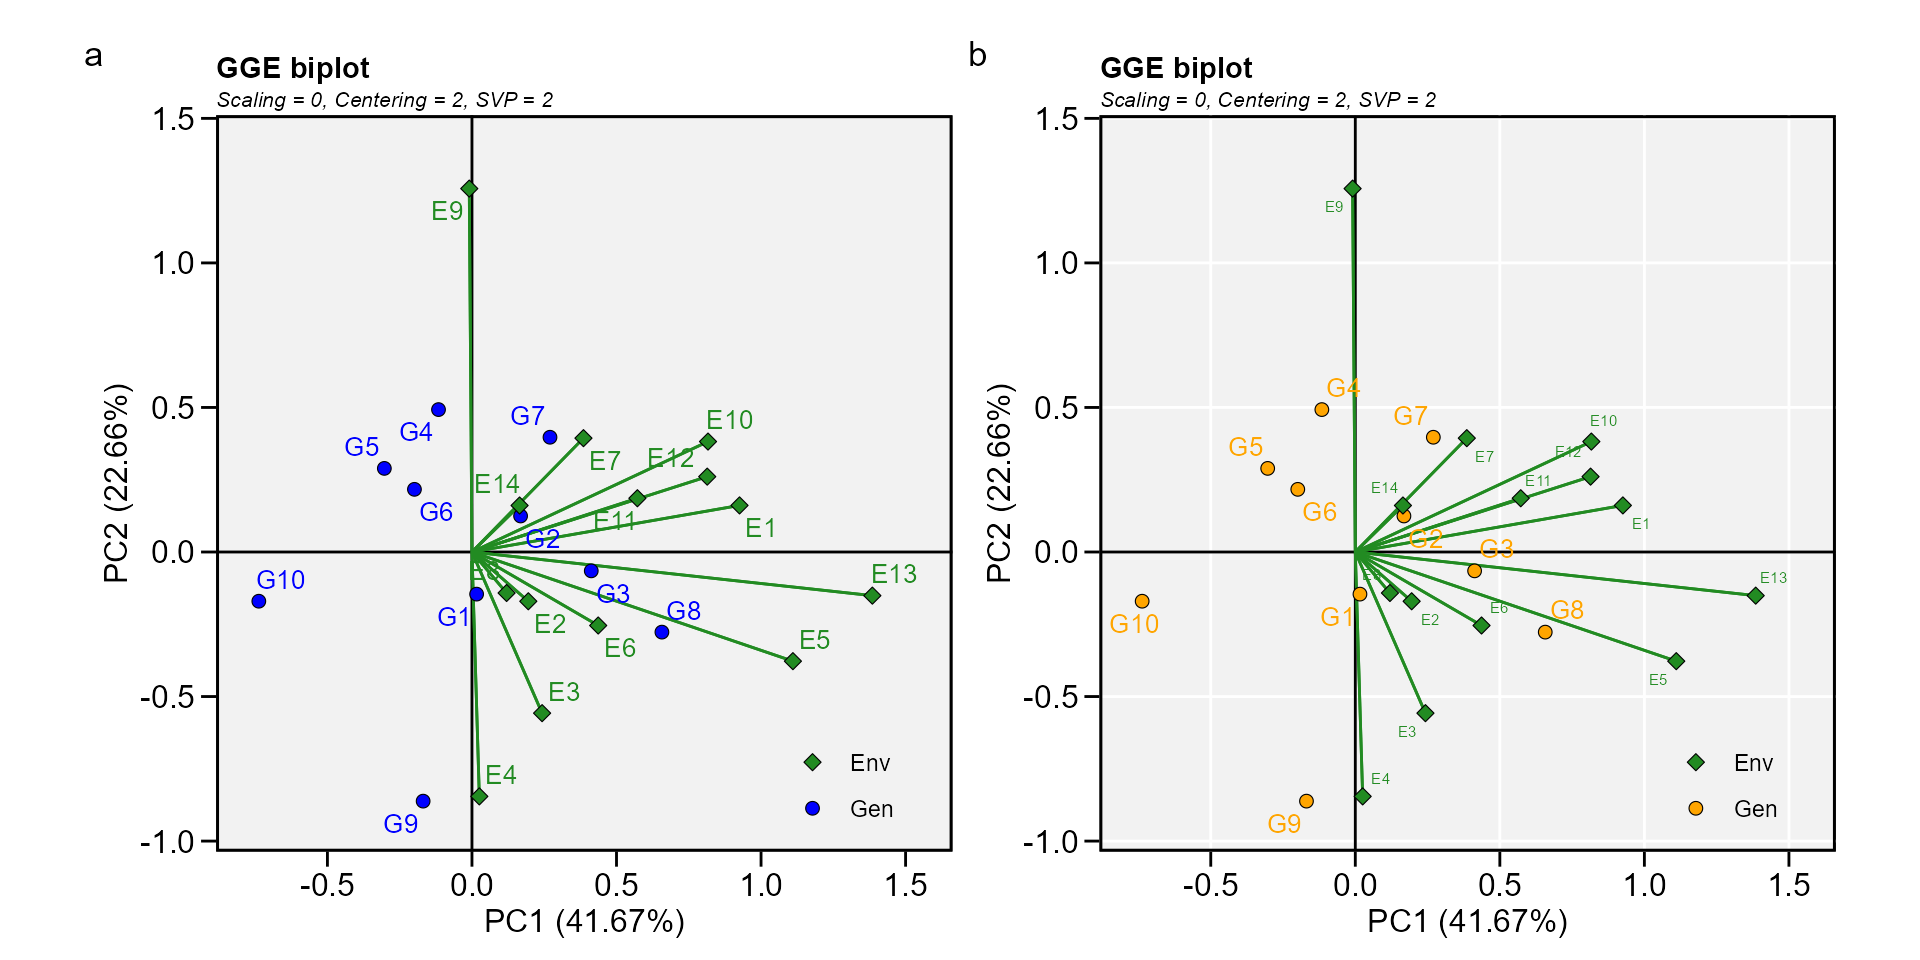 a
GGE biplot
Scaling = 0, Centering = 2, SVP = 2
1.5
1.0
0.5
0.0
-0.5
-1.0
PC2 (22.66%)
E9
G4
G5
G6
G7
E10
E7
E12
E14
E11
E1
G2
G10
E13
G3
G1
E2
G8
E6
E5
E3
E4
G9
Env
Gen
-0.5 0.0 0.5 1.0 1.5
PC1 (41.67%)
b
GGE biplot
Scaling = 0, Centering = 2, SVP = 2
1.5
1.0
0.5
0.0
-0.5
-1.0
PC2 (22.66%)
E9
G4
G7
E10
G5
E7
E12
E14
E11
G6
E1
G2
G3
E13
G10
G1
E2
E6
G8
E5
E3
E4
G9
Env
Gen
-0.5 0.0 0.5 1.0 1.5
PC1 (41.67%)